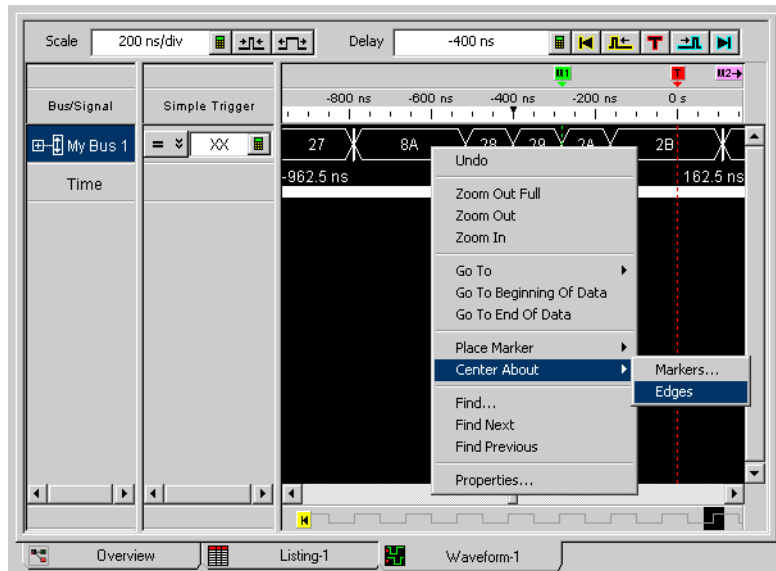 Scale 200 ns/div Delay -400 ns T
M1 T M2
Bus/Signal Simple Trigger -800 ns -600 ns -400 ns -200 ns 0 s
My Bus 1 = XX 27 8A 28 29 2A 2B
Time -962.5 ns 162.5 ns
Undo
Zoom Out Full
Zoom Out
Zoom In
Go To
Go To Beginning Of Data
Go To End Of Data
Place Marker
Center About Markers...
Edges
Find...
Find Next
Find Previous
Properties...
Overview Listing-1 Waveform-1